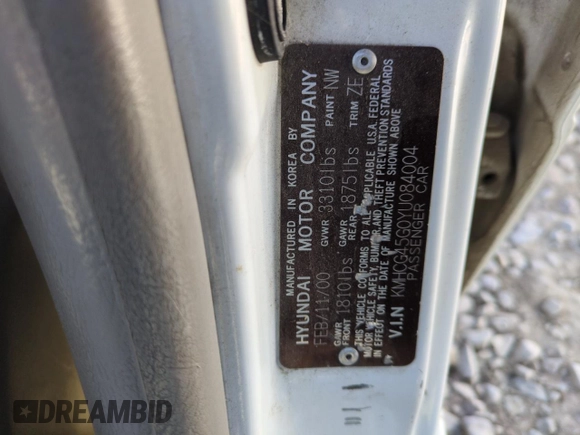 MANUFACTURED IN KOREA BY
HYUNDAI MOTOR COMPANY
FEB/11/00 GVWR 3310lbs PAINT NW
GAWR FRONT 1810lbs GAWR REAR 1875lbs TRIM ZE
THIS VEHICLE CONFORMS TO ALL APPLICABLE U.S.A. FEDERAL
MOTOR VEHICLE SAFETY, BUMPER, AND THEFT PREVENTION STANDARDS
IN EFFECT ON THE DATE OF MANUFACTURE SHOWN ABOVE
V.I.N KMHCG45G0YU084004
PASSENGER CAR
DREAMBID